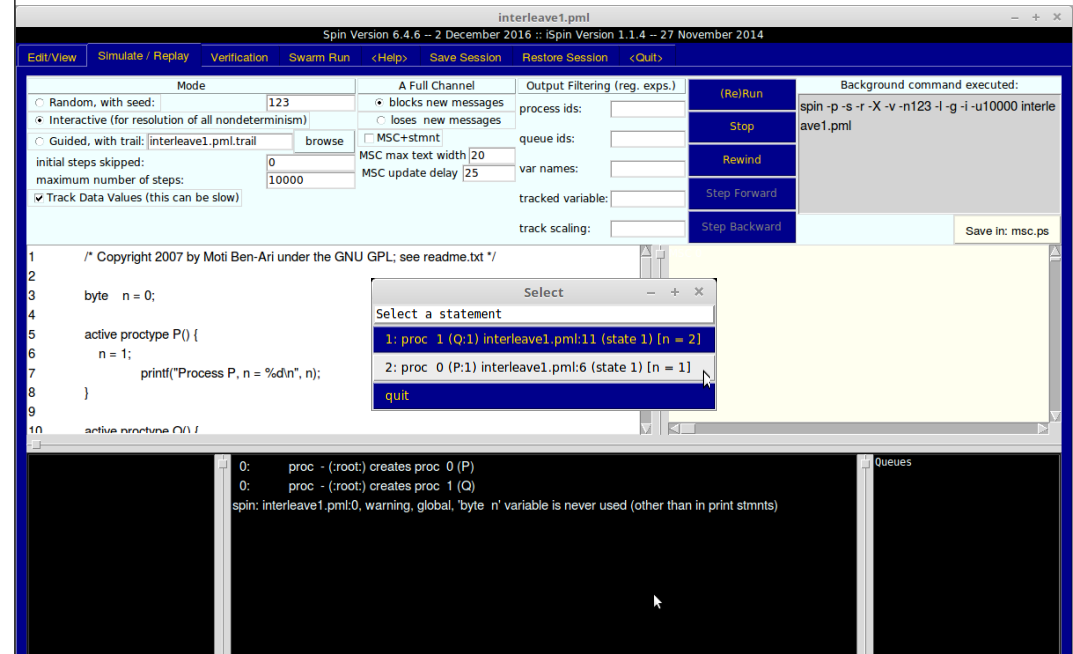 interleave1.pml
Spin Version 6.4.6 -- 2 December 2016 :: iSpin Version 1.1.4 -- 27 November 2014
Edit/View Simulate / Replay Verification Swarm Run <Help> Save Session Restore Session <Quit>
Mode
Random, with seed: 123
Interactive (for resolution of all nondeterminism)
Guided, with trail: interleave1.pml.trail browse
initial steps skipped: 0
maximum number of steps: 10000
Track Data Values (this can be slow)
A Full Channel
blocks new messages
loses new messages
MSC+stmnt
MSC max text width 20
MSC update delay 25
Output Filtering (reg. exps.)
process ids:
queue ids:
var names:
tracked variable:
track scaling:
(Re)Run
Stop
Rewind
Step Forward
Step Backward
Background command executed:
spin -p -s -r -X -v -n123 -l -g -i -u10000 interle
ave1.pml
Save in: msc.ps
1 /* Copyright 2007 by Moti Ben-Ari under the GNU GPL; see readme.txt */
2
3 byte n = 0;
4
5 active proctype P() {
6 n = 1;
7 printf("Process P, n = %d\n", n);
8 }
9
10 active proctype Q() {
Select
Select a statement
1: proc 1 (Q:1) interleave1.pml:11 (state 1) [n = 2]
2: proc 0 (P:1) interleave1.pml:6 (state 1) [n = 1]
quit
0: proc - (:root:) creates proc 0 (P)
0: proc - (:root:) creates proc 1 (Q)
spin: interleave1.pml:0, warning, global, 'byte n' variable is never used (other than in print stmnts)
Queues